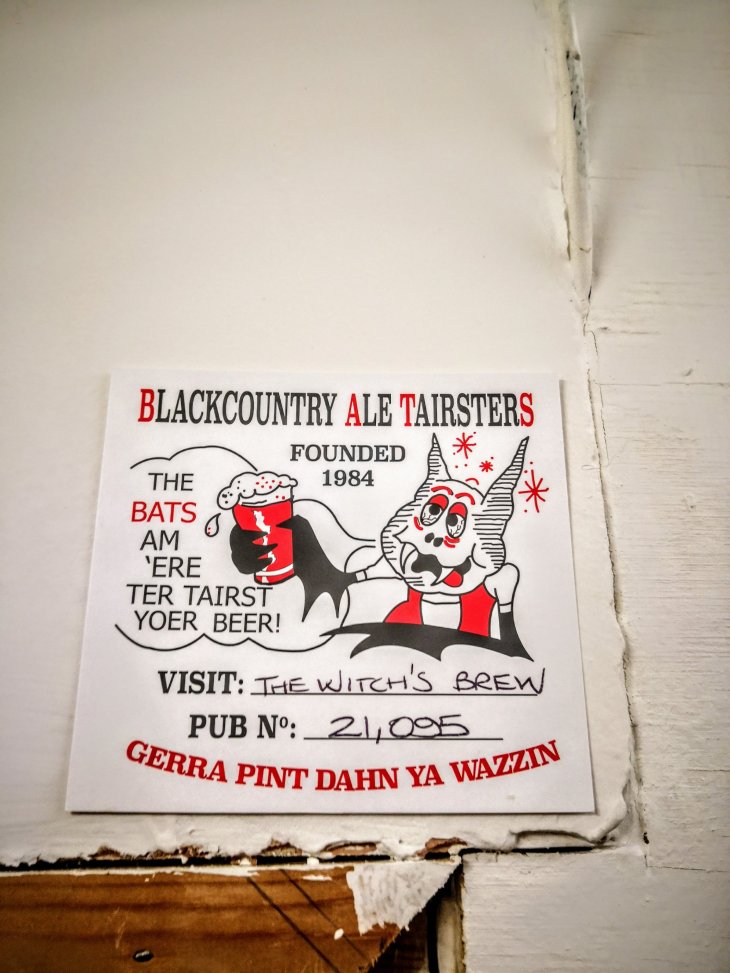 BLACKCOUNTRY ALE TAIRSTERS
FOUNDED
1984
THE
BATS
AM
'ERE
TER TAIRST
YOER BEER!
VISIT: THE WITCH'S BREW
PUB Nº: 21,095
GERRA PINT DAHN YA WAZZIN